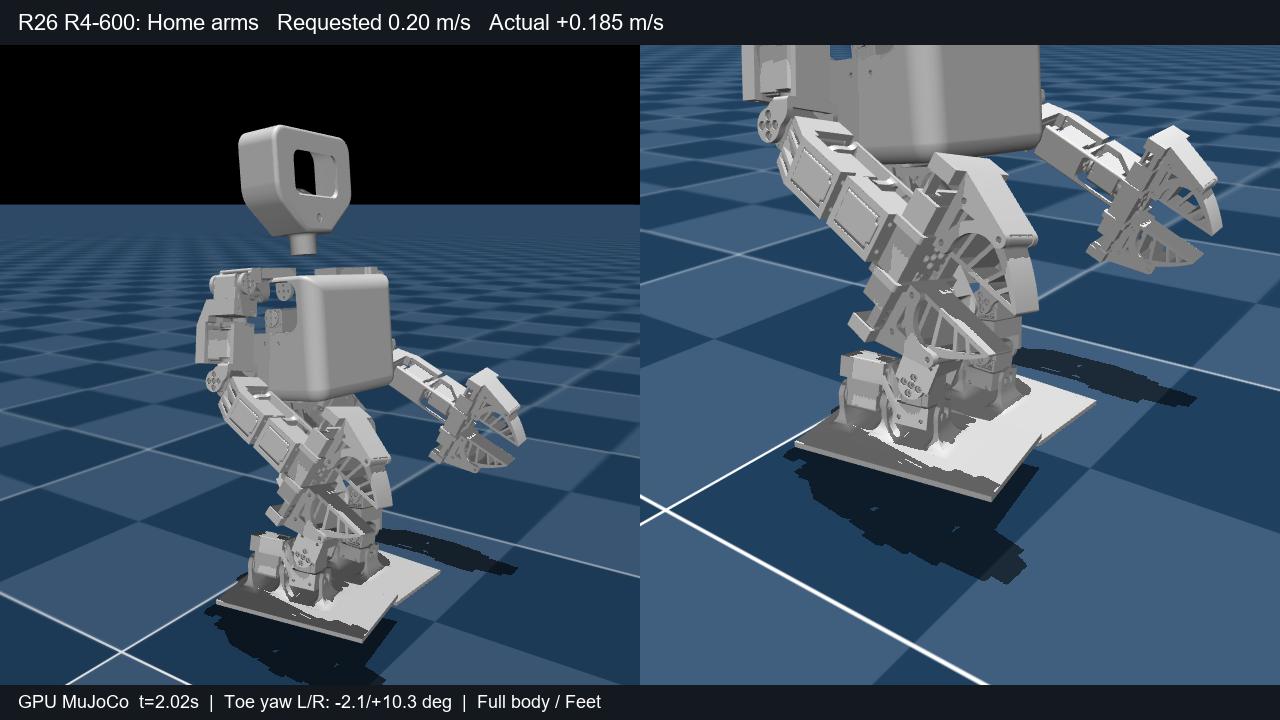 R26 R4-600: Home arms   Requested 0.20 m/s   Actual +0.185 m/s
GPU MuJoCo  t=2.02s  |  Toe yaw L/R: -2.1/+10.3 deg  |  Full body / Feet